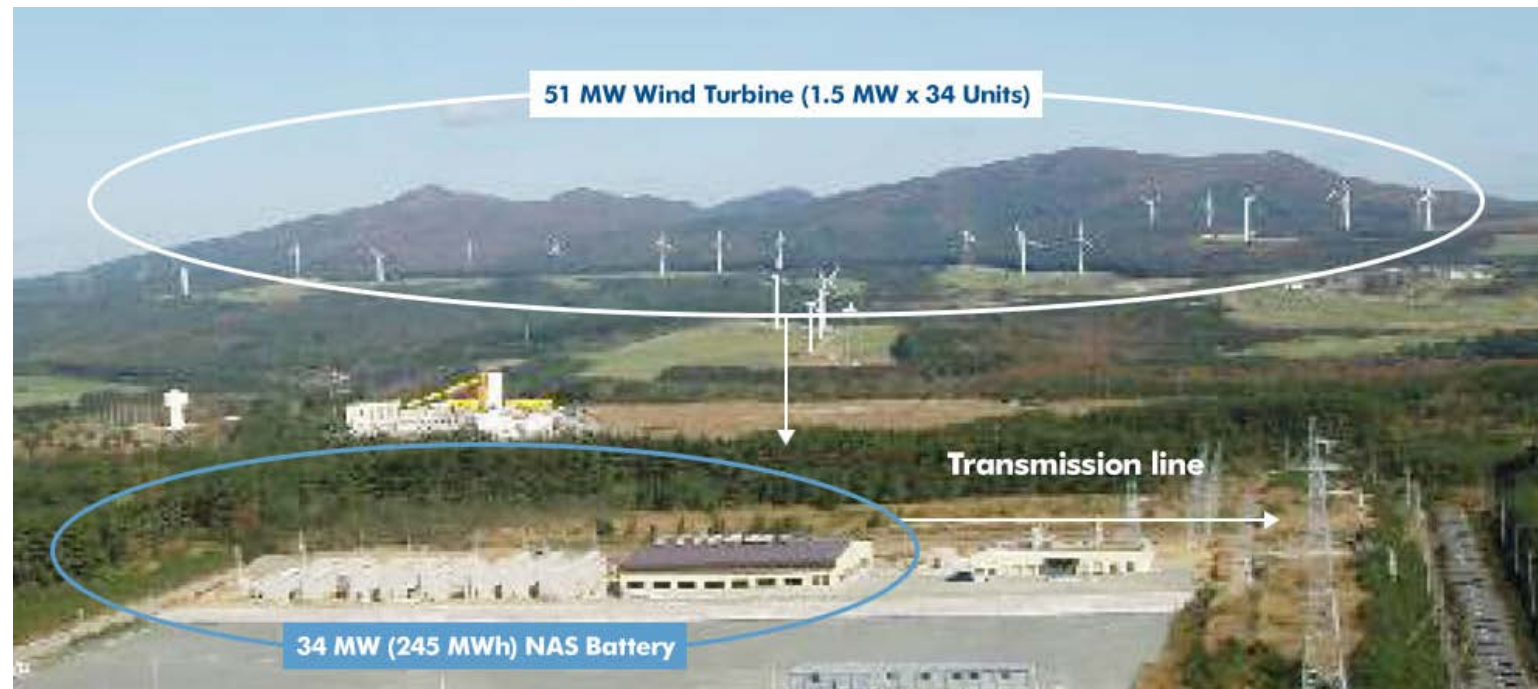 51 MW Wind Turbine (1.5 MW x 34 Units)
Transmission line
34 MW (245 MWh) NAS Battery